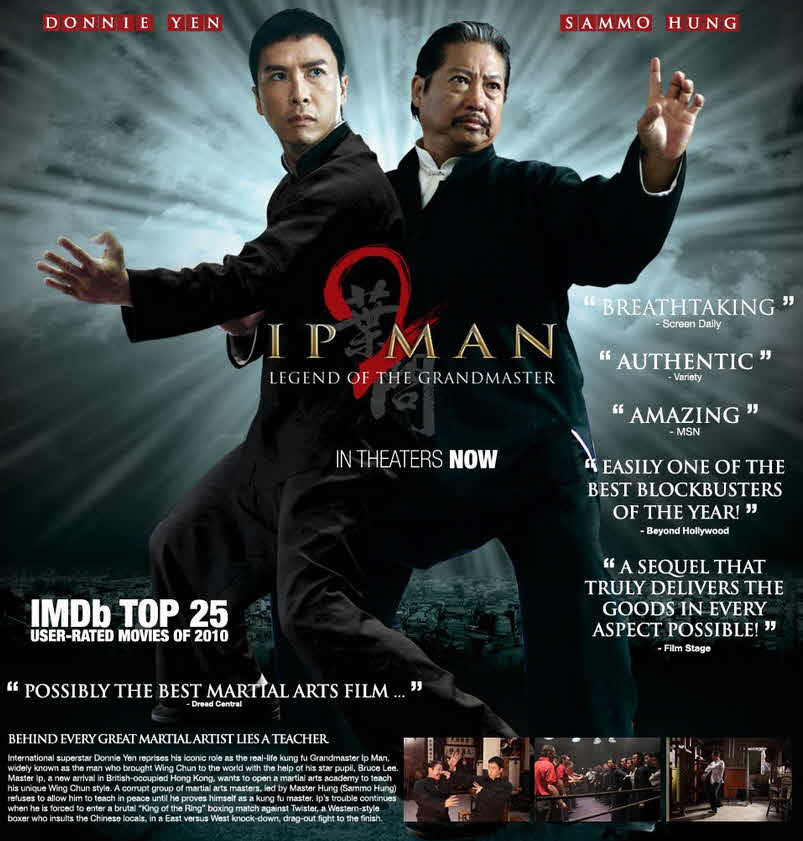 DONNIE YEN
SAMMO HUNG
2
葉問
IP MAN
LEGEND OF THE GRANDMASTER
IN THEATERS NOW
“ BREATHTAKING ”
- Screen Daily
“ AUTHENTIC ”
- Variety
“ AMAZING ”
- MSN
“ EASILY ONE OF THE
BEST BLOCKBUSTERS
OF THE YEAR! ”
- Beyond Hollywood
“ A SEQUEL THAT
TRULY DELIVERS THE
GOODS IN EVERY
ASPECT POSSIBLE! ”
- Film Stage
IMDb TOP 25
USER-RATED MOVIES OF 2010
“ POSSIBLY THE BEST MARTIAL ARTS FILM ... ”
- Dread Central
BEHIND EVERY GREAT MARTIAL ARTIST LIES A TEACHER
International superstar Donnie Yen reprises his iconic role as the real-life kung fu Grandmaster Ip Man,
widely known as the man who brought Wing Chun to the world with the help of his star pupil, Bruce Lee.
Master Ip, a new arrival in British-occupied Hong Kong, wants to open a martial arts academy to teach
his unique Wing Chun style. A corrupt group of martial arts masters, led by Master Hung (Sammo Hung)
refuses to allow him to teach in peace until he proves himself as a kung fu master. Ip's trouble continues
when he is forced to enter a brutal "King of the Ring" boxing match against Twister, a Western-style
boxer who insults the Chinese locals, in a East versus West knock-down, drag-out fight to the finish.